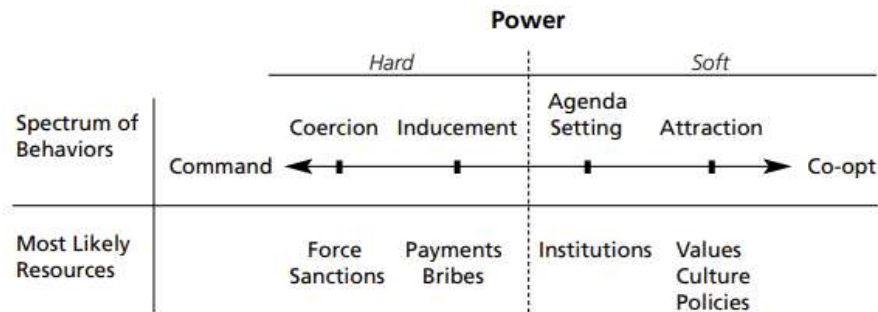 Power
Hard Soft
Spectrum of
Behaviors
Coercion Inducement Agenda
Setting Attraction
Command Co-opt
Most Likely
Resources
Force
Sanctions
Payments
Bribes
Institutions
Values
Culture
Policies